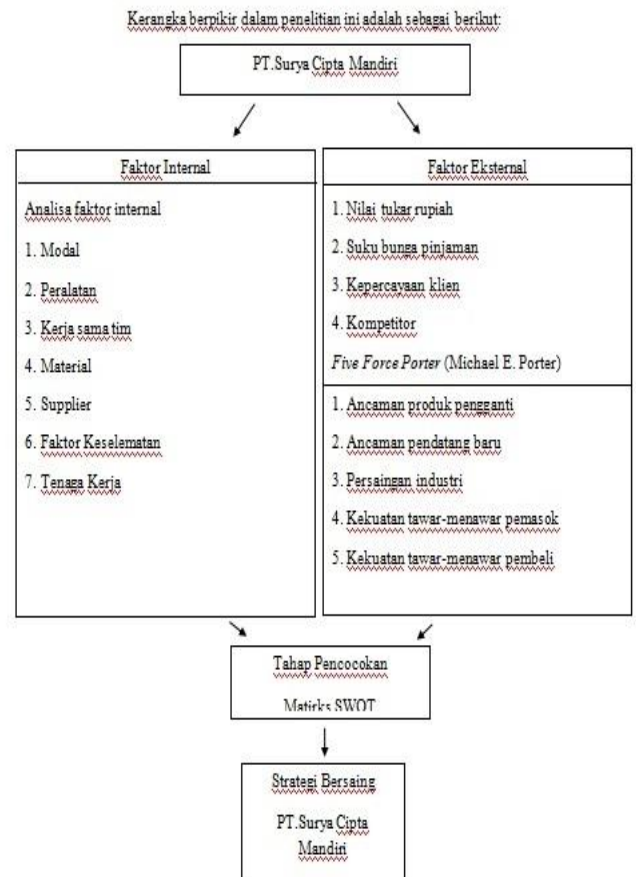 Kerangka berpikir dalam penelitian ini adalah sebagai berikut:
PT.Surya Cipta Mandiri
Faktor Internal
Analisa faktor internal
1. Modal
2. Peralatan
3. Kerja sama tim
4. Material
5. Supplier
6. Faktor Keselematan
7. Tenaga Kerja
Faktor Eksternal
1. Nilai tukar rupiah
2. Suku bunga pinjaman
3. Kepercayaan klien
4. Kompetitor
Five Force Porter (Michael E. Porter)
1. Ancaman produk pengganti
2. Ancaman pendatang baru
3. Persaingan industri
4. Kekuatan tawar-menawar pemasok
5. Kekuatan tawar-menawar pembeli
Tahap Pencocokan
Matirks SWOT
Strategi Bersaing
PT.Surya Cipta
Mandiri